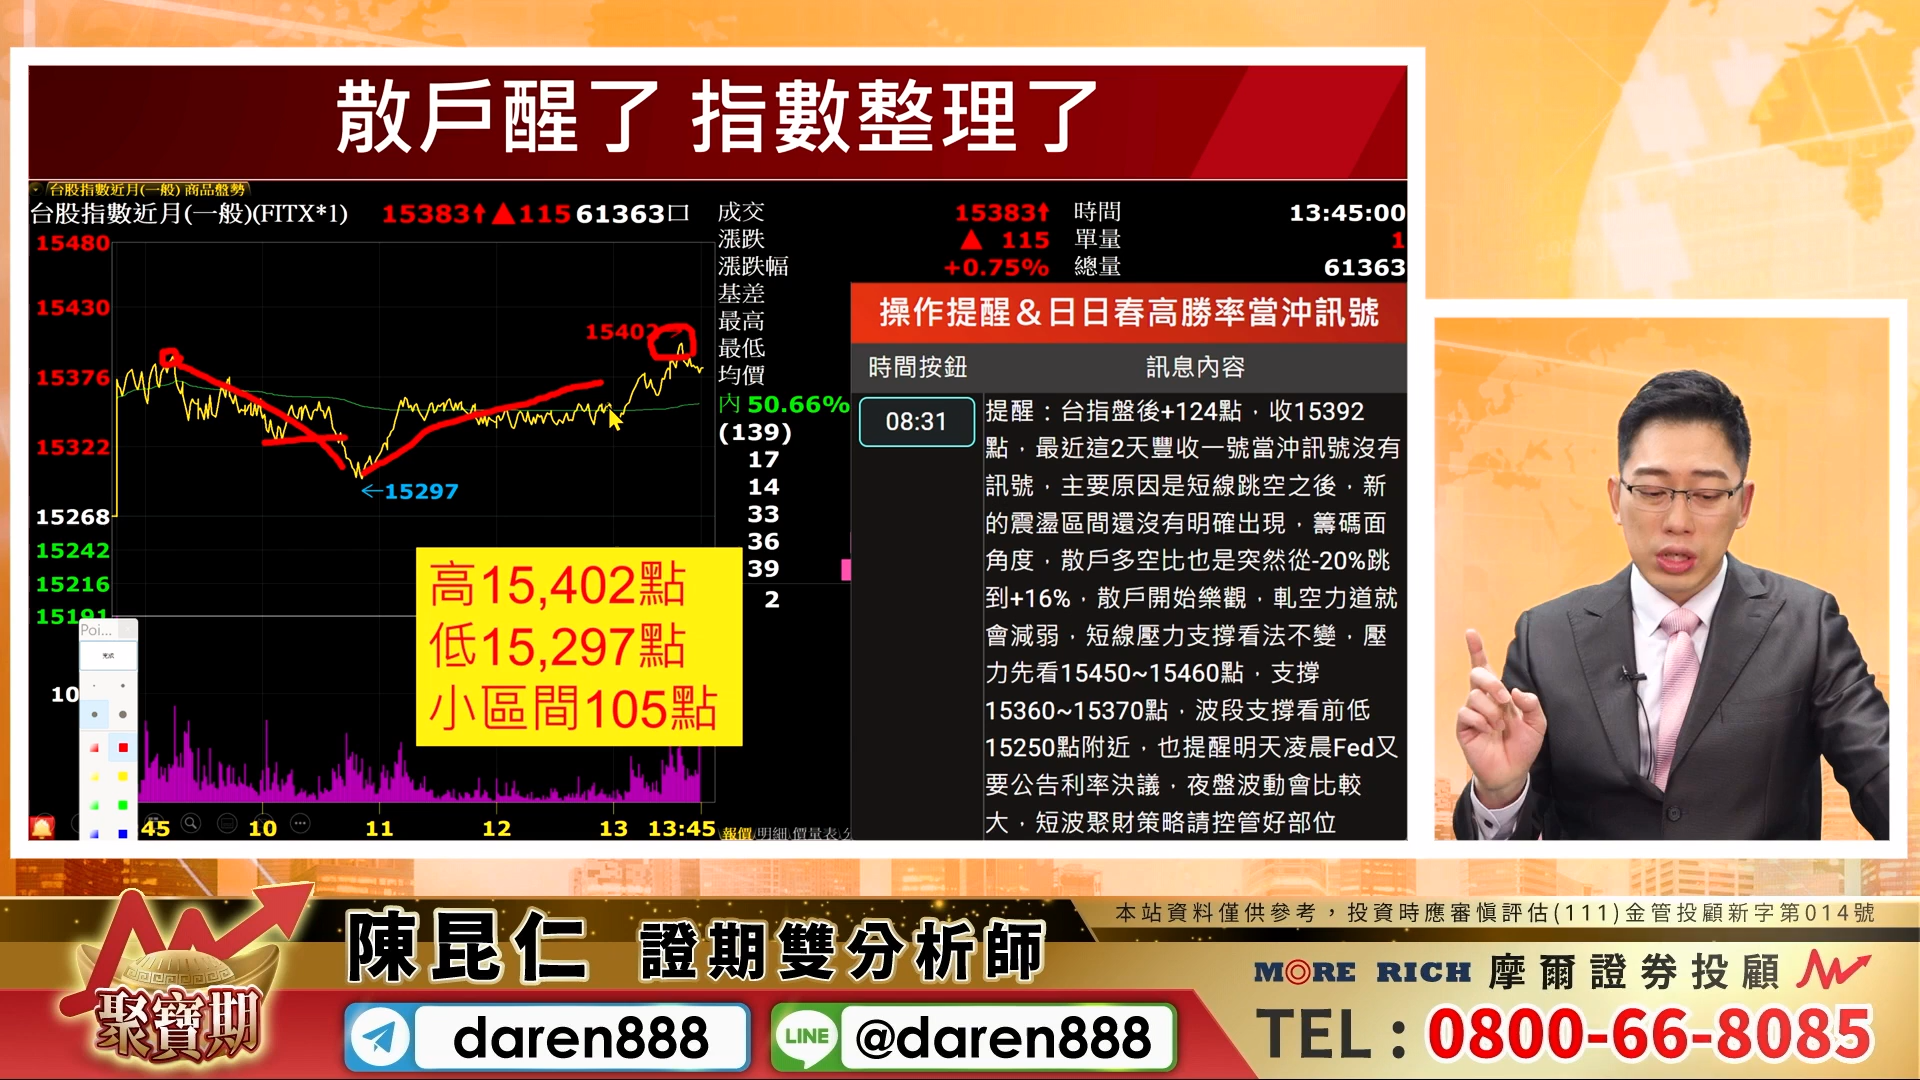 散戶醒了 指數整理了
台股指數近月(一般) 商品盤勢
台股指數近月(一般)(FITX*1) 15383↑ ▲115 61363口
15480
15430
15376
15322
15268
15242
15216
15191
10
1540
←15297
45 10 11 12 13 13:45
Poi...
完成
高15,402點
低15,297點
小區間105點
成交 15383↑ 時間 13:45:00
漲跌 ▲ 115 單量 1
漲跌幅 +0.75% 總量 61363
基差
最高
最低
均價
內 50.66%
(139)
17
14
33
36
39
2
報價 明細 價量表
操作提醒&日日春高勝率當沖訊號
時間按鈕 訊息內容
08:31
提醒：台指盤後+124點，收15392
點，最近這2天豐收一號當沖訊號沒有
訊號，主要原因是短線跳空之後，新
的震盪區間還沒有明確出現，籌碼面
角度，散戶多空比也是突然從-20%跳
到+16%，散戶開始樂觀，軋空力道就
會減弱，短線壓力支撐看法不變，壓
力先看15450~15460點，支撐
15360~15370點，波段支撐看前低
15250點附近，也提醒明天凌晨Fed又
要公告利率決議，夜盤波動會比較
大，短波聚財策略請控管好部位
聚寶期
陳昆仁 證期雙分析師
daren888
LINE @daren888
本站資料僅供參考，投資時應審慎評估(111)金管投顧新字第014號
MORE RICH 摩爾證券投顧
TEL：0800-66-8085